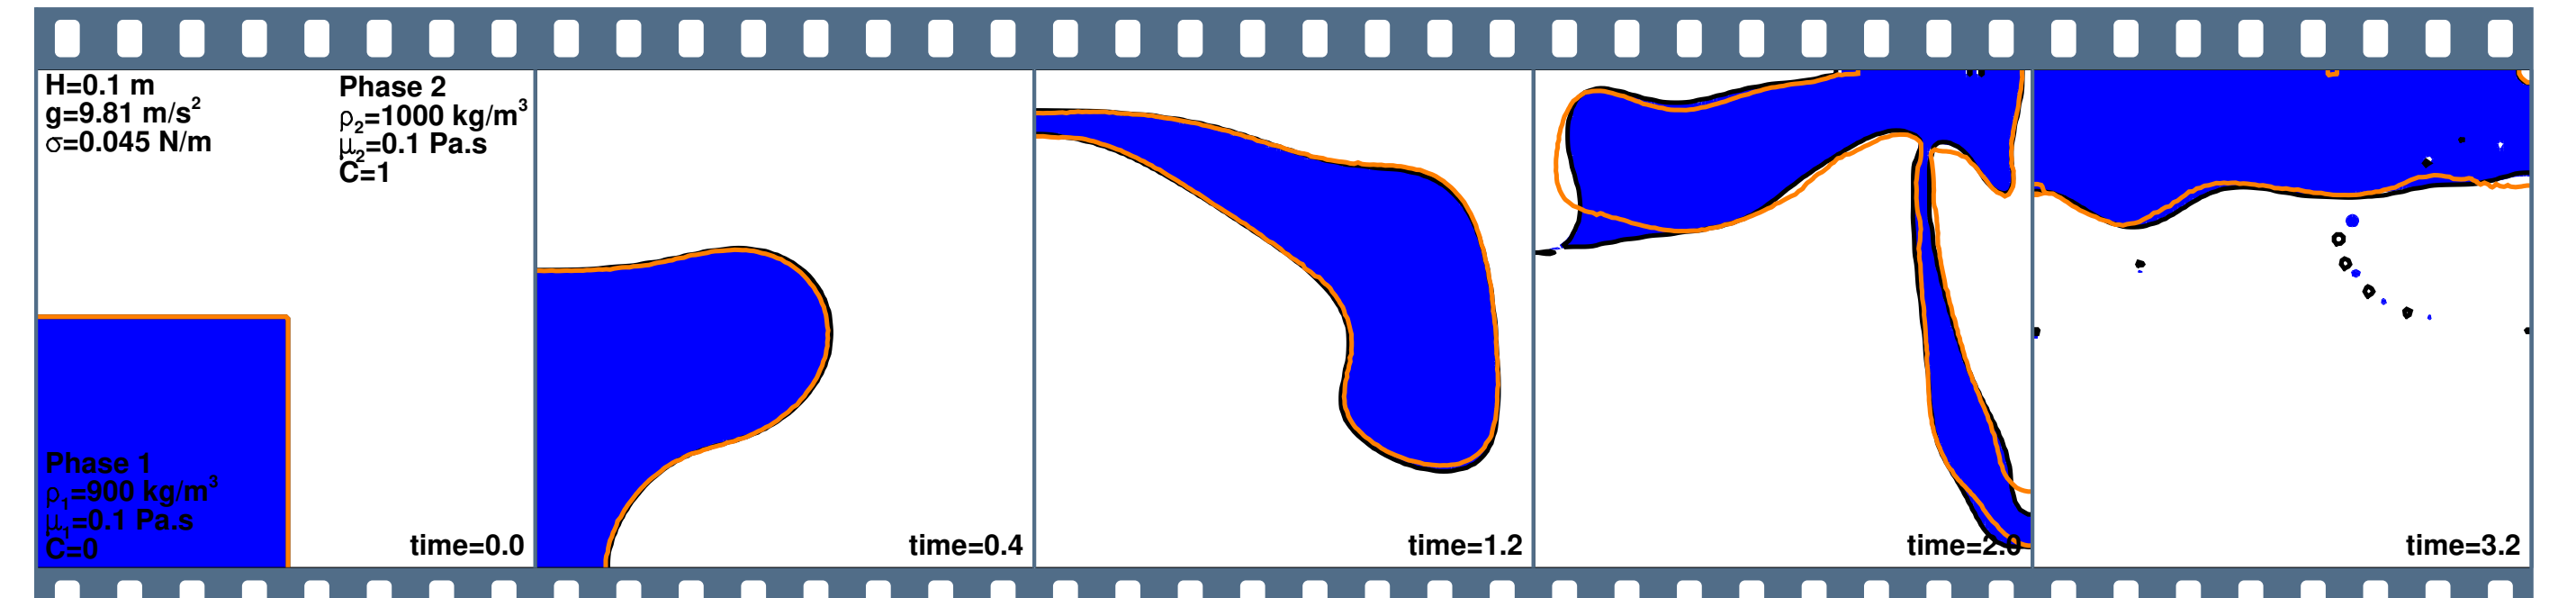 H=0.1 m
g=9.81 m/s²
σ=0.045 N/m
Phase 2
ρ₂=1000 kg/m³
μ₂=0.1 Pa.s
C=1
Phase 1
ρ₁=900 kg/m³
μ₁=0.1 Pa.s
C=0
time=0.0
time=0.4
time=1.2
time=2.0
time=3.2